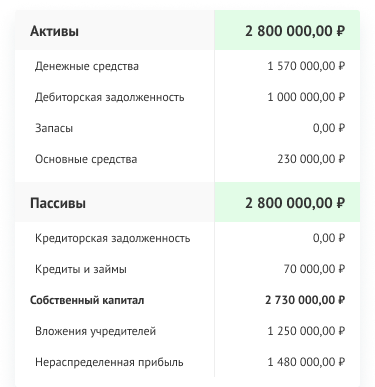 Активы 2 800 000,00 ₽
Денежные средства 1 570 000,00 ₽
Дебиторская задолженность 1 000 000,00 ₽
Запасы 0,00 ₽
Основные средства 230 000,00 ₽
Пассивы 2 800 000,00 ₽
Кредиторская задолженность 0,00 ₽
Кредиты и займы 70 000,00 ₽
Собственный капитал 2 730 000,00 ₽
Вложения учредителей 1 250 000,00 ₽
Нераспределенная прибыль 1 480 000,00 ₽